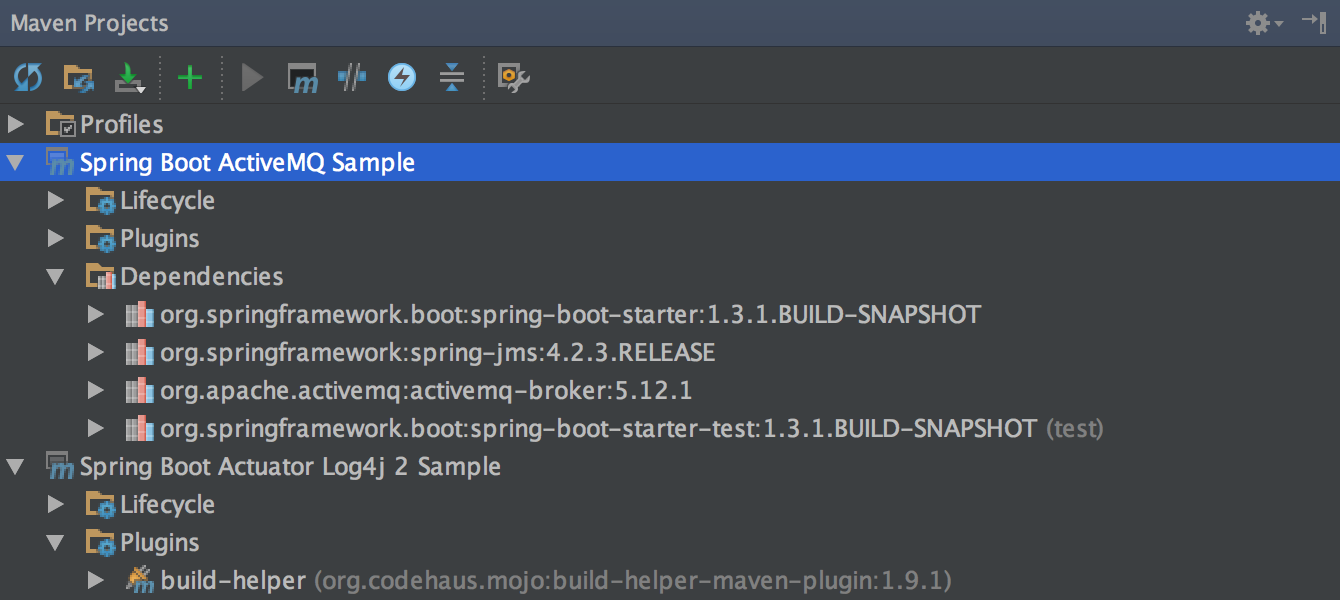 Maven Projects
Profiles
Spring Boot ActiveMQ Sample
Lifecycle
Plugins
Dependencies
org.springframework.boot:spring-boot-starter:1.3.1.BUILD-SNAPSHOT
org.springframework:spring-jms:4.2.3.RELEASE
org.apache.activemq:activemq-broker:5.12.1
org.springframework.boot:spring-boot-starter-test:1.3.1.BUILD-SNAPSHOT (test)
Spring Boot Actuator Log4j 2 Sample
Lifecycle
Plugins
build-helper (org.codehaus.mojo:build-helper-maven-plugin:1.9.1)